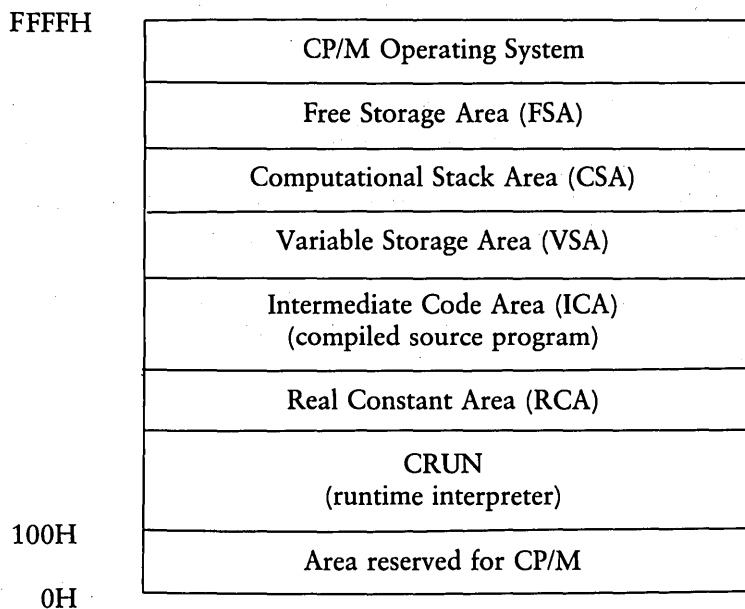 FFFFH
CP/M Operating System
Free Storage Area (FSA)
Computational Stack Area (CSA)
Variable Storage Area (VSA)
Intermediate Code Area (ICA)
(compiled source program)
Real Constant Area (RCA)
CRUN
(runtime interpreter)
100H
Area reserved for CP/M
0H